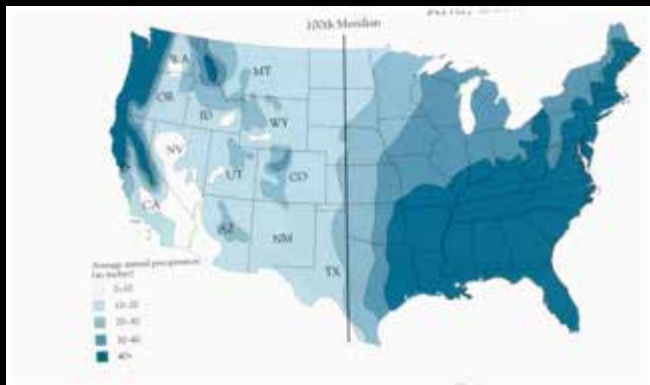 100th Meridian
WA
MT
OR
ID
WY
NV
UT
CO
CA
AZ
NM
TX
Average annual precipitation
(in inches)
0-10
10-20
20-30
30-40
40+